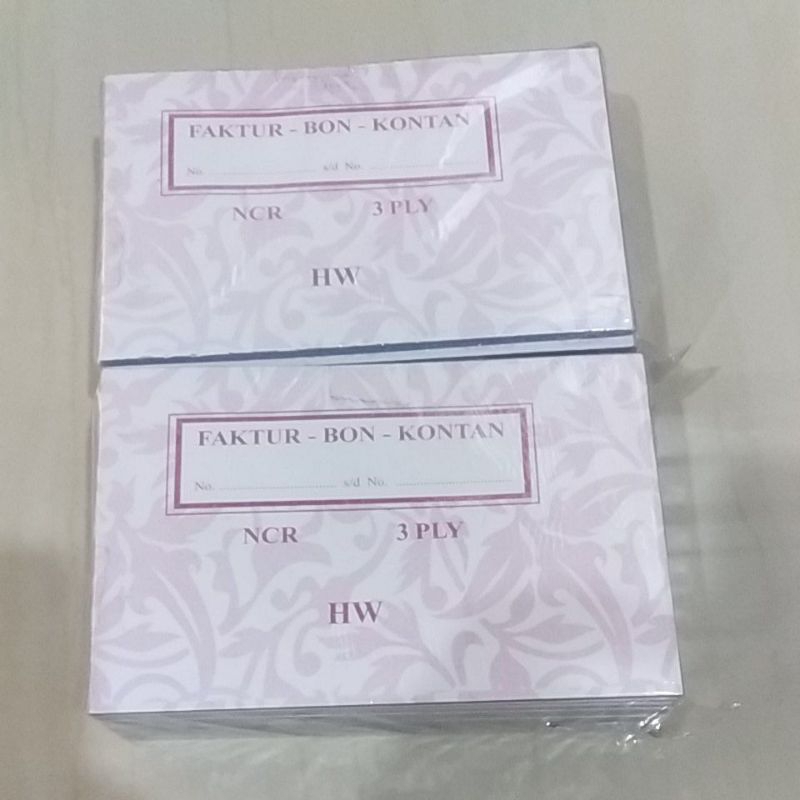 FAKTUR - BON - KONTAN
No. .................... s/d No. ....................
NCR 3 PLY
HW
FAKTUR - BON - KONTAN
No. .................... s/d No. ....................
NCR 3 PLY
HW